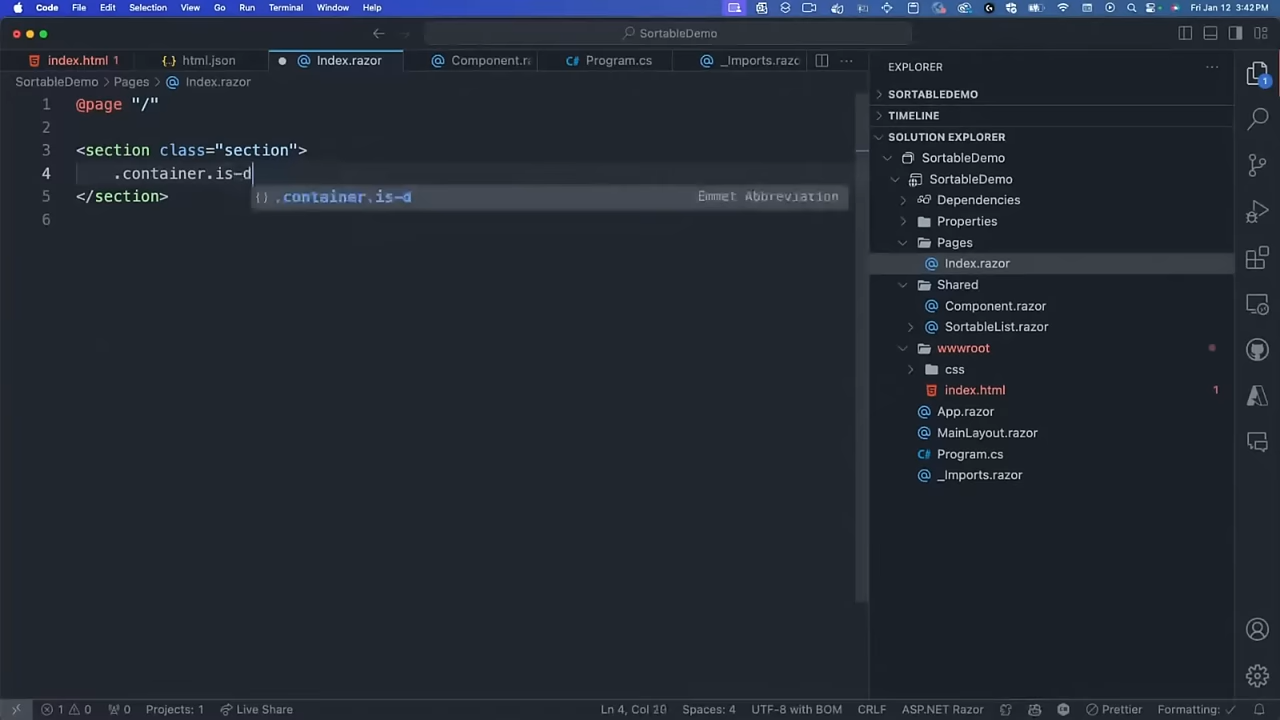 Code File Edit Selection View Go Run Terminal Window Help Fri Jan 12 3:42 PM
SortableDemo
index.html 1 html.json Index.razor Component.ra Program.cs _Imports.razo
SortableDemo > Pages > Index.razor
1 @page "/"
2
3 <section class="section">
4 .container.is-d
5 </section>
6
{} .container.is-d Emmet Abbreviation
EXPLORER
SORTABLEDEMO
TIMELINE
SOLUTION EXPLORER
SortableDemo
SortableDemo
Dependencies
Properties
Pages
Index.razor
Shared
Component.razor
SortableList.razor
wwwroot
css
index.html 1
App.razor
MainLayout.razor
C# Program.cs
_Imports.razor
1
1 0 0 Projects: 1 Live Share Ln 4, Col 20 Spaces: 4 UTF-8 with BOM CRLF ASP.NET Razor Prettier Formatting: ✓